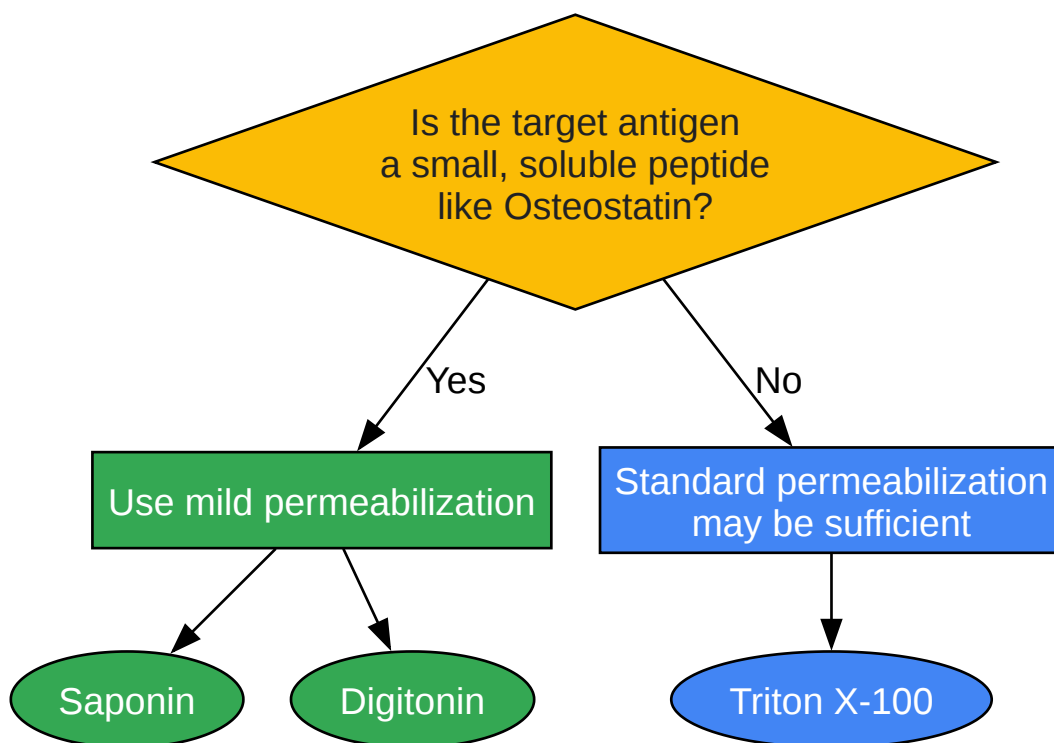 Is the target antigen
a small, soluble peptide
like Osteostatin?
Yes
No
Use mild permeabilization
Standard permeabilization
may be sufficient
Saponin
Digitonin
Triton X-100